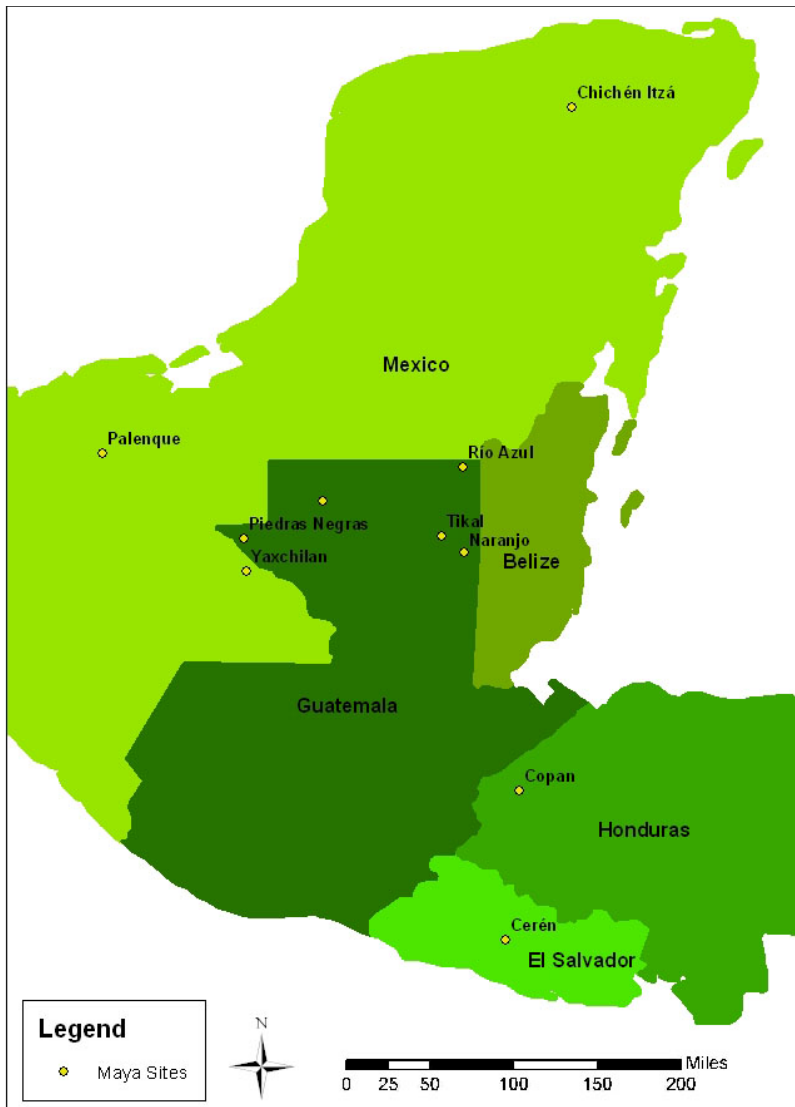 Chichén Itzá
Mexico
Palenque
Río Azul
Tikal
Piedras Negras
Naranjo
Yaxchilan
Belize
Guatemala
Copan
Honduras
Cerén
El Salvador
Legend
Maya Sites
N
Miles
0 25 50 100 150 200